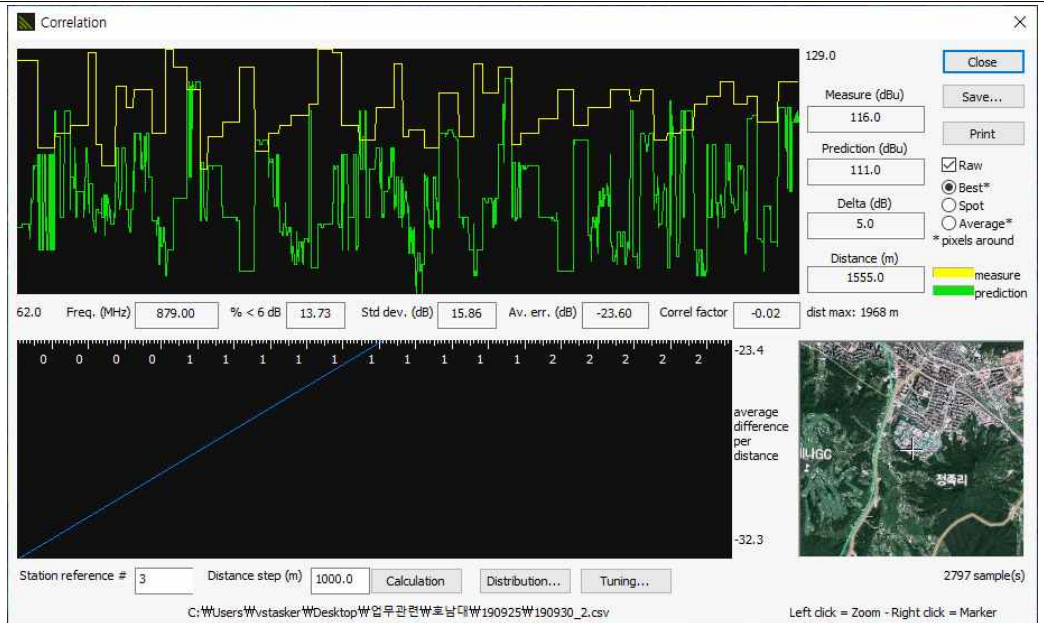 Correlation
129.0
Close
Measure (dBu)
116.0
Save...
Print
Prediction (dBu)
111.0
Raw
Best*
Spot
Average*
* pixels around
Delta (dB)
5.0
Distance (m)
1555.0
measure
prediction
62.0 Freq. (MHz) 879.00 % < 6 dB 13.73 Std dev. (dB) 15.86 Av. err. (dB) -23.60 Correl factor -0.02 dist max: 1968 m
0 0 0 0 1 1 1 1 1 1 1 1 1 1 2 2 2 2 2
-23.4
average
difference
per
distance
-32.3
정족리
Station reference # 3 Distance step (m) 1000.0 Calculation Distribution... Tuning... 2797 sample(s)
C:₩Users₩vstasker₩Desktop₩업무관련₩호남대₩190925₩190930_2.csv Left click = Zoom - Right click = Marker